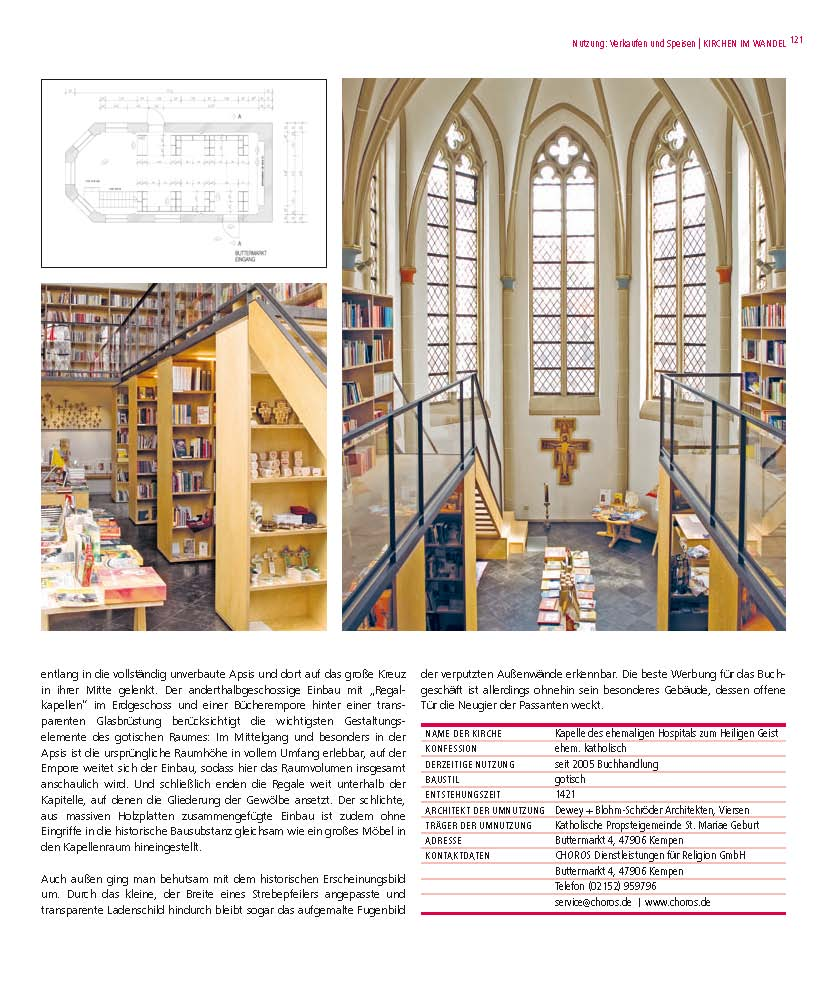 Nutzung: Verkaufen und Speisen | KIRCHEN IM WANDEL 121
A
A
BUTTERMARKT
EINGANG
entlang in die vollständig unverbaute Apsis und dort auf das große Kreuz
in ihrer Mitte gelenkt. Der anderthalbgeschossige Einbau mit „Regal-
kapellen“ im Erdgeschoss und einer Bücherempore hinter einer trans-
parenten Glasbrüstung berücksichtigt die wichtigsten Gestaltungs-
elemente des gotischen Raumes: Im Mittelgang und besonders in der
Apsis ist die ursprüngliche Raumhöhe in vollem Umfang erlebbar, auf der
Empore weitet sich der Einbau, sodass hier das Raumvolumen insgesamt
anschaulich wird. Und schließlich enden die Regale weit unterhalb der
Kapitelle, auf denen die Gliederung der Gewölbe ansetzt. Der schlichte,
aus massiven Holzplatten zusammengefügte Einbau ist zudem ohne
Eingriffe in die historische Bausubstanz gleichsam wie ein großes Möbel in
den Kapellenraum hineingestellt.
Auch außen ging man behutsam mit dem historischen Erscheinungsbild
um. Durch das kleine, der Breite eines Strebepfeilers angepasste und
transparente Ladenschild hindurch bleibt sogar das aufgemalte Fugenbild
der verputzten Außenwände erkennbar. Die beste Werbung für das Buch-
geschäft ist allerdings ohnehin sein besonderes Gebäude, dessen offene
Tür die Neugier der Passanten weckt.
NAME DER KIRCHE Kapelle des ehemaligen Hospitals zum Heiligen Geist
KONFESSION ehem. katholisch
DERZEITIGE NUTZUNG seit 2005 Buchhandlung
BAUSTIL gotisch
ENTSTEHUNGSZEIT 1421
ARCHITEKT DER UMNUTZUNG Dewey + Blohm-Schröder Architekten, Viersen
TRÄGER DER UMNUTZUNG Katholische Propsteigemeinde St. Mariae Geburt
ADRESSE Buttermarkt 4, 47906 Kempen
KONTAKTDATEN CHOROS Dienstleistungen für Religion GmbH
Buttermarkt 4, 47906 Kempen
Telefon (02152) 959796
service@choros.de | www.choros.de